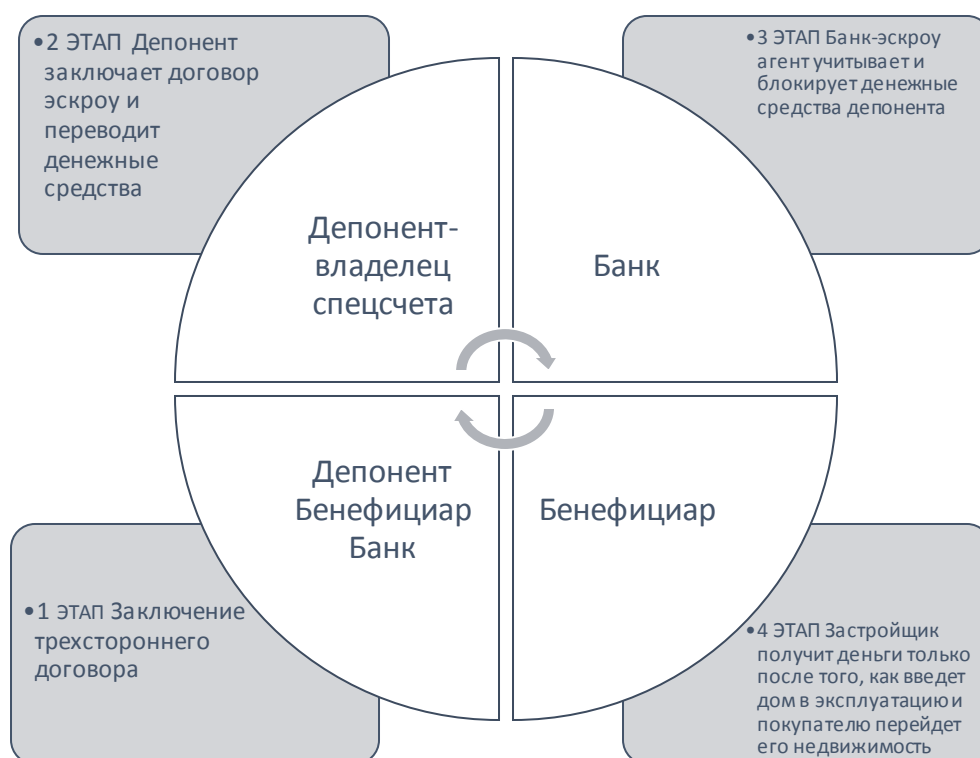 •2 ЭТАП Депонент
заключает договор
эскроу и
переводит
денежные
средства
•3 ЭТАП Банк-эскроу
агент учитывает и
блокирует денежные
средства депонента
Депонент-
владелец
спецсчета
Банк
Депонент
Бенефициар
Банк
Бенефициар
•1 ЭТАП Заключение
трехстороннего
договора
•4 ЭТАП Застройщик
получит деньги только
после того, как введет
дом в эксплуатацию и
покупателю перейдет
его недвижимость